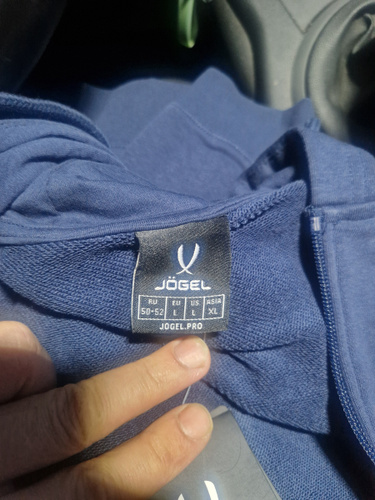 JÖGEL
RU EU US ASIA
50-52 L L XL
JOGEL.PRO